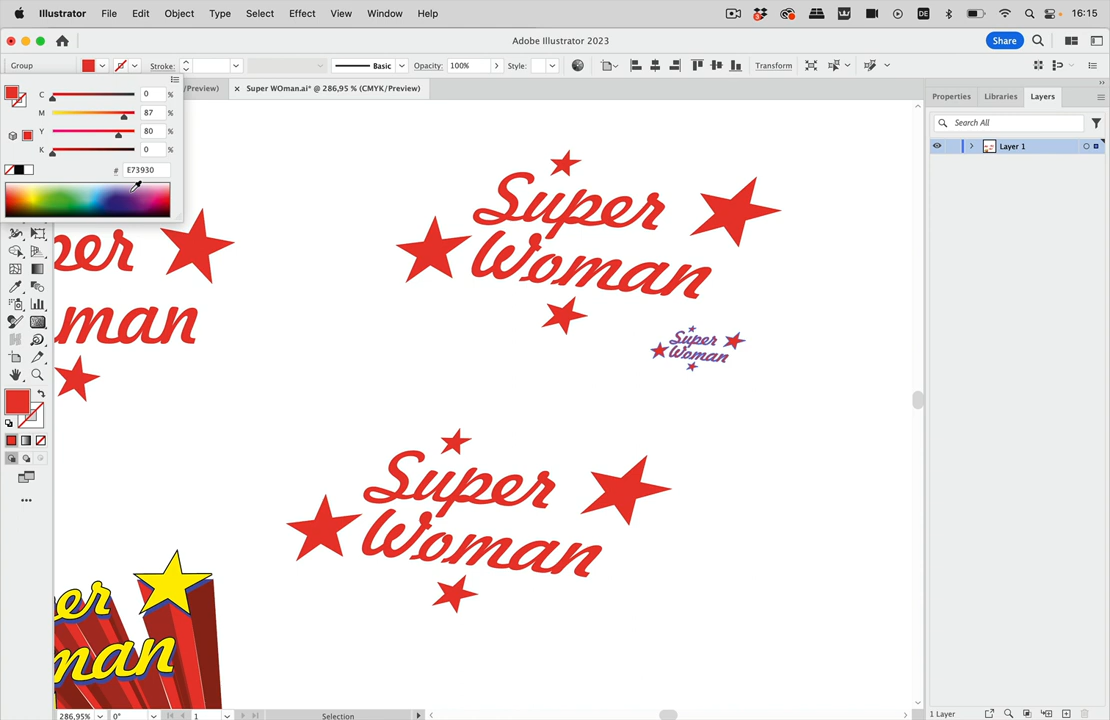 Illustrator File Edit Object Type Select Effect View Window Help DE 16:15
Adobe Illustrator 2023 Share
Group Stroke: Basic Opacity: 100% Style: Transform
/Preview) × Super WOman.ai* @ 286,95 % (CMYK/Preview) Properties Libraries Layers
C 0 %
M 87 %
Y 80 %
K 0 %
# E73930
Search All
Layer 1
Super
Woman
per
man
Super
Woman
Super
Woman
per
man
286,95% 0° 1 Selection 1 Layer